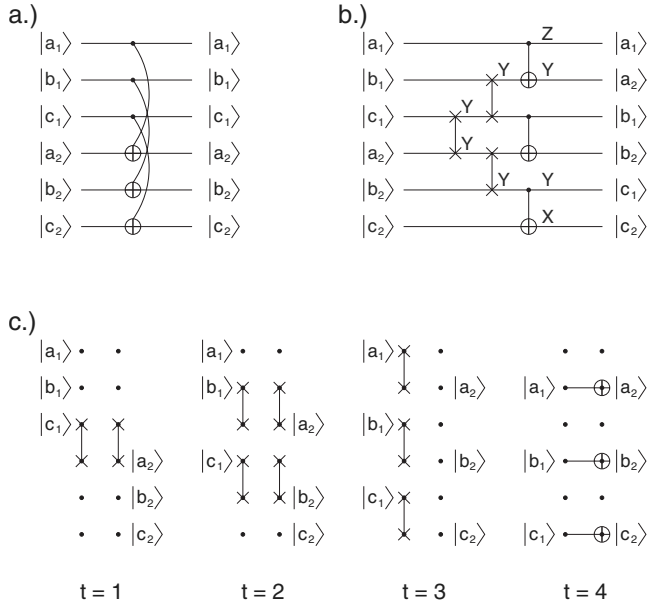 a.)
|a₁⟩ |a₁⟩
|b₁⟩ |b₁⟩
|c₁⟩ |c₁⟩
|a₂⟩ |a₂⟩
|b₂⟩ |b₂⟩
|c₂⟩ |c₂⟩
b.)
|a₁⟩ Z |a₁⟩
|b₁⟩ Y Y |a₂⟩
|c₁⟩ Y |b₁⟩
|a₂⟩ Y |b₂⟩
|b₂⟩ Y Y |c₁⟩
|c₂⟩ X |c₂⟩
c.)
|a₁⟩
|b₁⟩
|c₁⟩
|a₂⟩
|b₂⟩
|c₂⟩
t = 1
|a₁⟩
|b₁⟩
|a₂⟩
|c₁⟩
|b₂⟩
|c₂⟩
t = 2
|a₁⟩
|a₂⟩
|b₁⟩
|b₂⟩
|c₁⟩
|c₂⟩
t = 3
|a₁⟩ |a₂⟩
|b₁⟩ |b₂⟩
|c₁⟩ |c₂⟩
t = 4